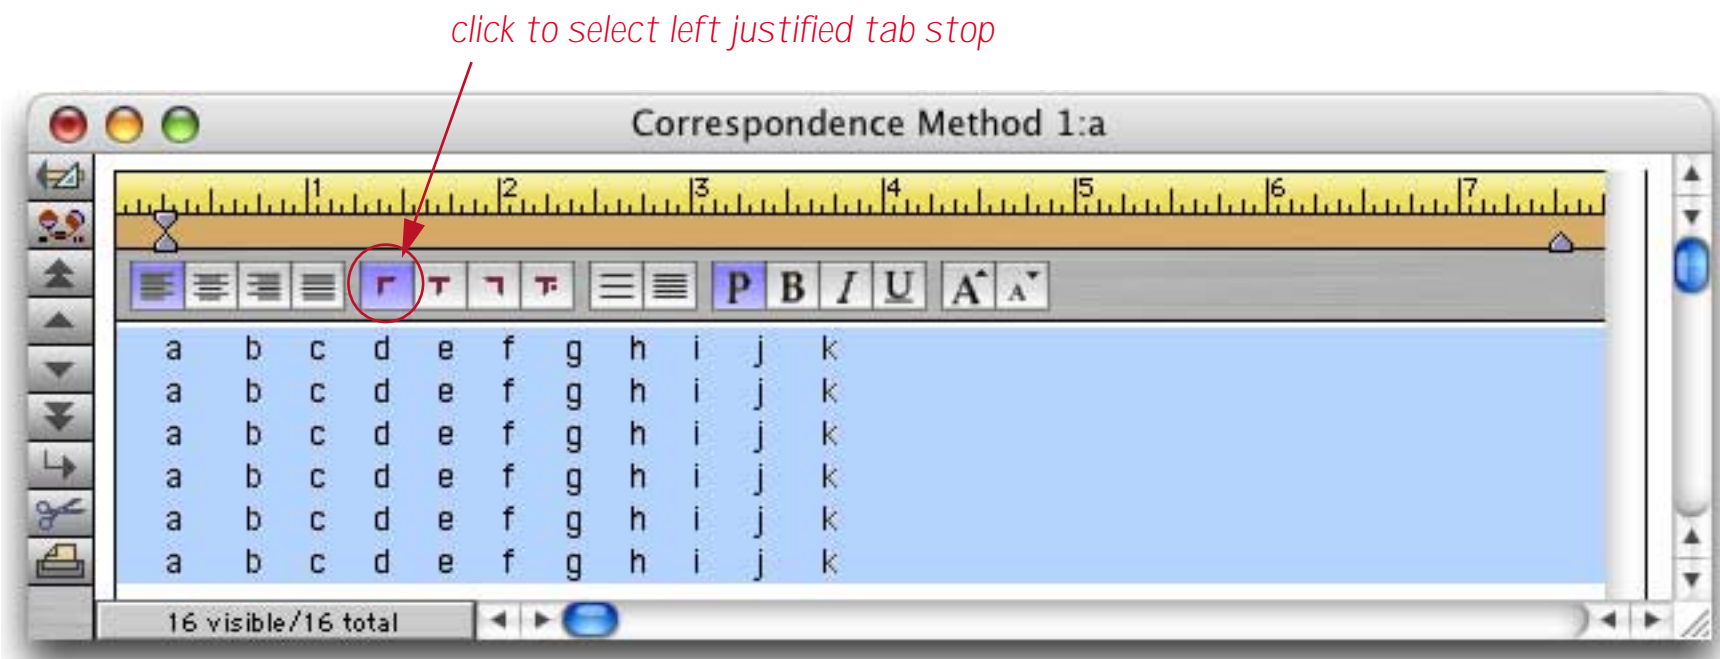 click to select left justified tab stop
Correspondence Method 1:a
1 2 3 4 5 6 7
P B I U A A
a b c d e f g h i j k
a b c d e f g h i j k
a b c d e f g h i j k
a b c d e f g h i j k
a b c d e f g h i j k
a b c d e f g h i j k
16 visible/16 total